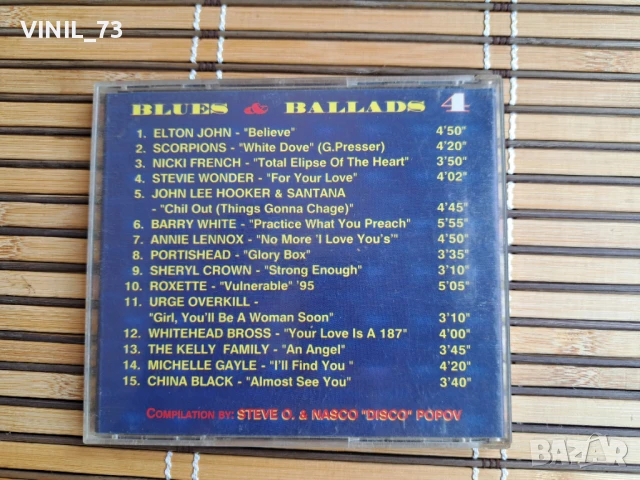 VINIL_73
BLUES & BALLADS 4
1. ELTON JOHN - "Believe" 4'50"
2. SCORPIONS - "White Dove" (G.Presser) 4'20"
3. NICKI FRENCH - "Total Elipse Of The Heart" 3'50"
4. STEVIE WONDER - "For Your Love" 4'02"
5. JOHN LEE HOOKER & SANTANA
- "Chil Out (Things Gonna Chage)" 4'45"
6. BARRY WHITE - "Practice What You Preach" 5'55"
7. ANNIE LENNOX - "No More 'I Love You's'" 4'50"
8. PORTISHEAD - "Glory Box" 3'35"
9. SHERYL CROWN - "Strong Enough" 3'10"
10. ROXETTE - "Vulnerable" '95 5'05"
11. URGE OVERKILL -
"Girl, You'll Be A Woman Soon" 3'10"
12. WHITEHEAD BROSS - "Your Love Is A 187" 4'00"
13. THE KELLY FAMILY - "An Angel" 3'45"
14. MICHELLE GAYLE - "I'll Find You " 4'20"
15. CHINA BLACK - "Almost See You" 3'40"
COMPILATION BY: STEVE O. & NASCO "DISCO" POPOV
BAZAR